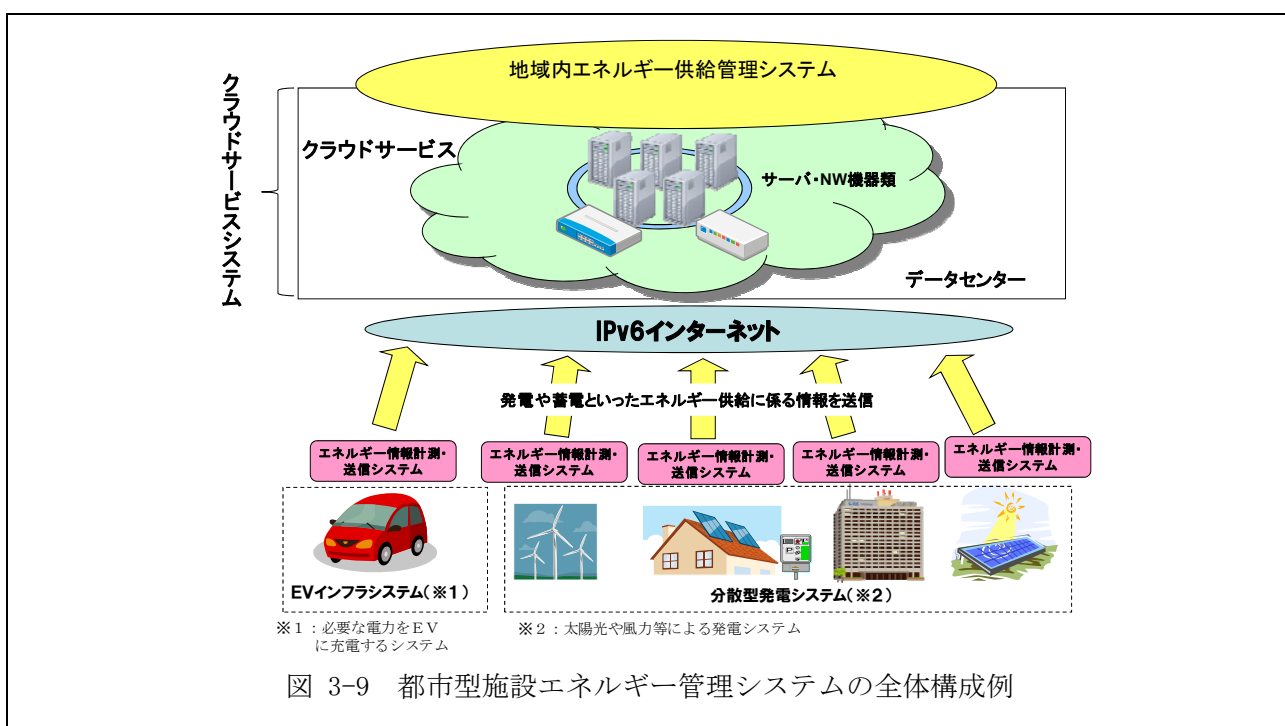 地域内エネルギー供給管理システム
クラウドサービスシステム
クラウドサービス
サーバ・NW機器類
データセンター
IPv6インターネット
発電や蓄電といったエネルギー供給に係る情報を送信
エネルギー情報計測・
送信システム
エネルギー情報計測・
送信システム
エネルギー情報計測・
送信システム
エネルギー情報計測・
送信システム
エネルギー情報計測・
送信システム
EVインフラシステム(※1)
分散型発電システム(※2)
※1:必要な電力をEV
に充電するシステム
※2:太陽光や風力等による発電システム
図 3-9 都市型施設エネルギー管理システムの全体構成例